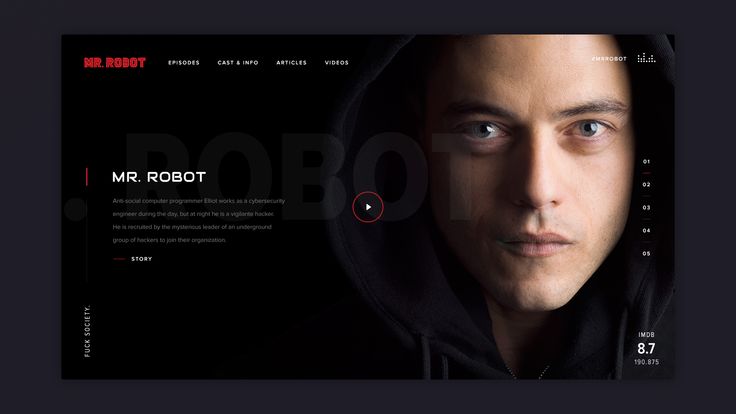 MR. ROBOT
EPISODES
CAST & INFO
ARTICLES
VIDEOS
#MRROBOT
. ROBOT
MR. ROBOT
Anti-social computer programmer Elliot works as a cybersecurity
engineer during the day, but at night he is a vigilante hacker.
He is recruited by the mysterious leader of an underground
group of hackers to join their organization.
STORY
01
02
03
04
05
FUCK SOCIETY.
IMDB
8.7
190.875